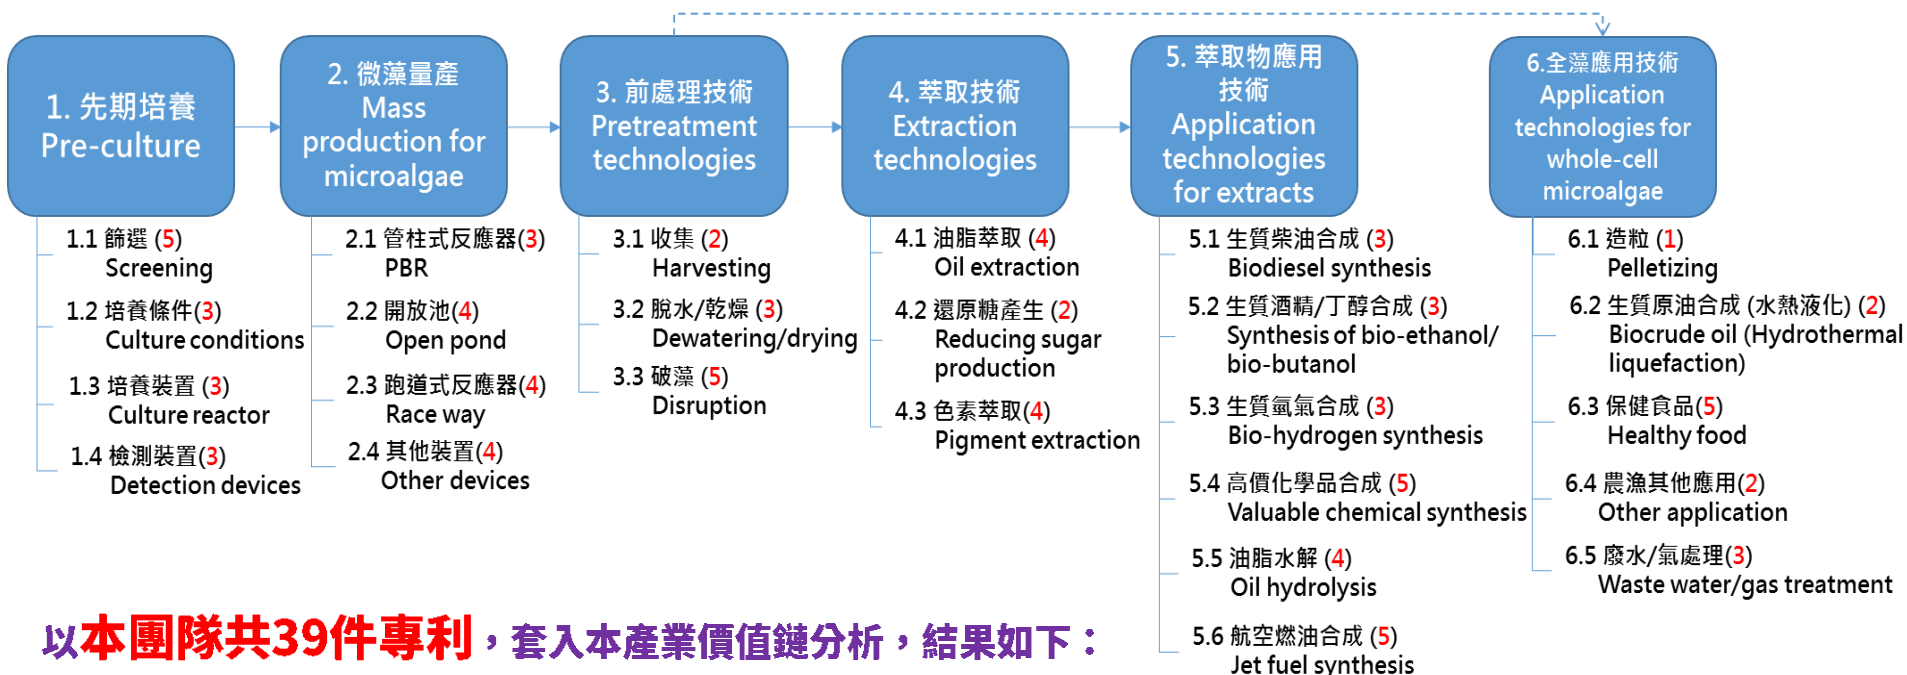 1. 先期培養
Pre-culture
2. 微藻量產
Mass
production for
microalgae
3. 前處理技術
Pretreatment
technologies
4. 萃取技術
Extraction
technologies
5. 萃取物應用
技術
Application
technologies
for extracts
6.全藻應用技術
Application
technologies for
whole-cell
microalgae
1.1 篩選 (5)
Screening
1.2 培養條件(3)
Culture conditions
1.3 培養裝置 (3)
Culture reactor
1.4 檢測裝置(3)
Detection devices
2.1 管柱式反應器(3)
PBR
2.2 開放池(4)
Open pond
2.3 跑道式反應器(4)
Race way
2.4 其他裝置(4)
Other devices
3.1 收集 (2)
Harvesting
3.2 脫水/乾燥 (3)
Dewatering/drying
3.3 破藻 (5)
Disruption
4.1 油脂萃取 (4)
Oil extraction
4.2 還原糖產生 (2)
Reducing sugar
production
4.3 色素萃取(4)
Pigment extraction
5.1 生質柴油合成 (3)
Biodiesel synthesis
5.2 生質酒精/丁醇合成 (3)
Synthesis of bio-ethanol/
bio-butanol
5.3 生質氫氣合成 (3)
Bio-hydrogen synthesis
5.4 高價化學品合成 (5)
Valuable chemical synthesis
5.5 油脂水解 (4)
Oil hydrolysis
5.6 航空燃油合成 (5)
Jet fuel synthesis
6.1 造粒 (1)
Pelletizing
6.2 生質原油合成 (水熱液化) (2)
Biocrude oil (Hydrothermal
liquefaction)
6.3 保健食品(5)
Healthy food
6.4 農漁其他應用(2)
Other application
6.5 廢水/氣處理(3)
Waste water/gas treatment
以本團隊共39件專利，套入本產業價值鏈分析，結果如下：